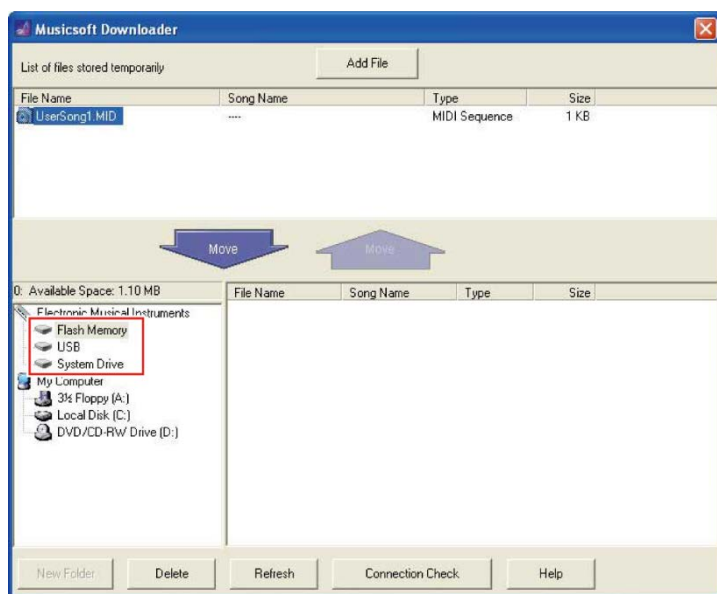 Musicsoft Downloader
List of files stored temporarily
Add File
File Name Song Name Type Size
UserSong1.MID ---- MIDI Sequence 1 KB
Move Move
0: Available Space: 1.10 MB
File Name Song Name Type Size
Electronic Musical Instruments
Flash Memory
USB
System Drive
My Computer
3½ Floppy (A:)
Local Disk (C:)
DVD/CD-RW Drive (D:)
New Folder Delete Refresh Connection Check Help